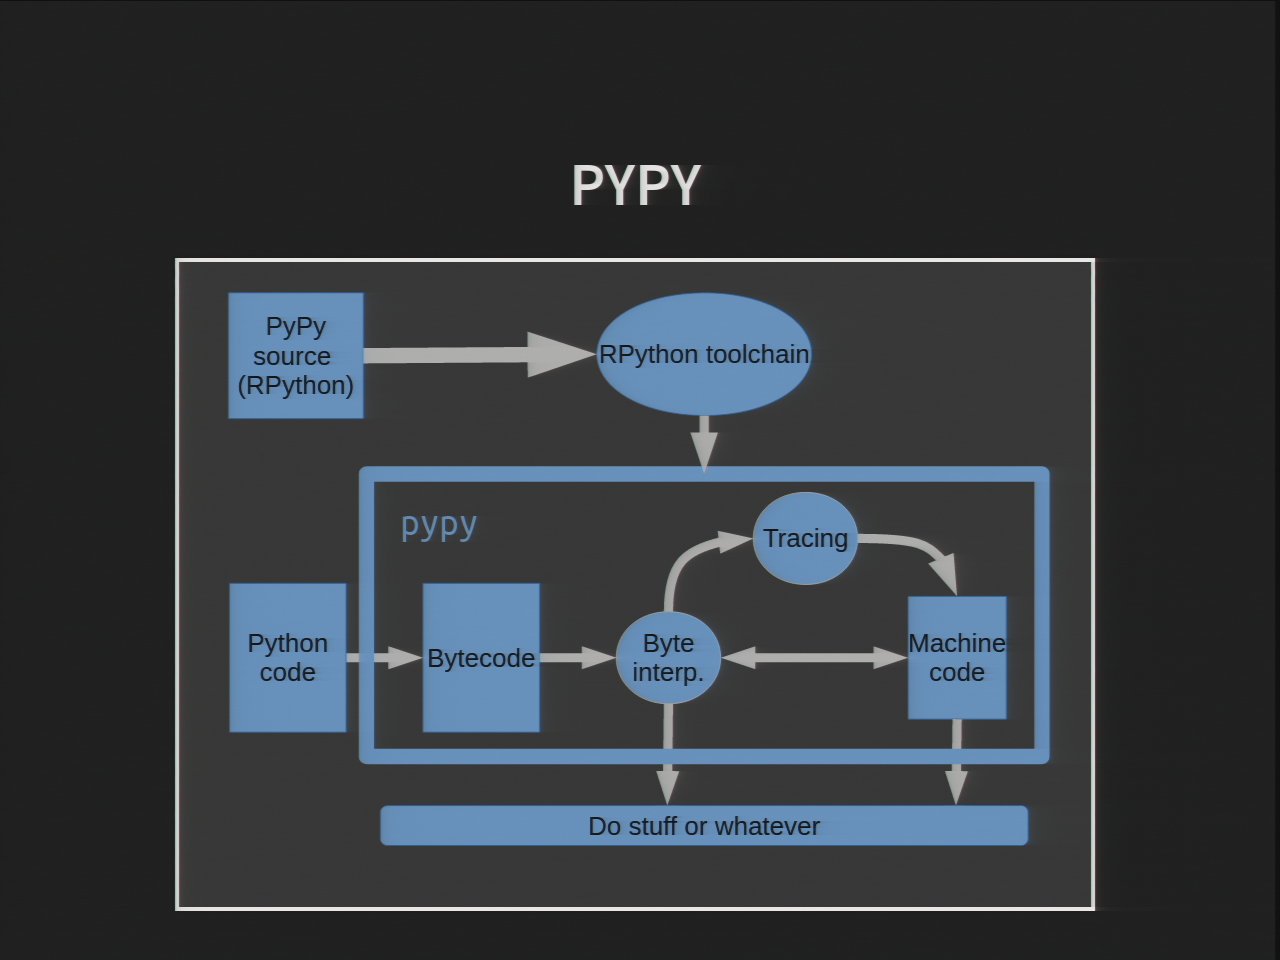 PYPY
PyPy
source
(RPython)
RPython toolchain
pypy
Tracing
Python
code
Bytecode
Byte
interp.
Machine
code
Do stuff or whatever